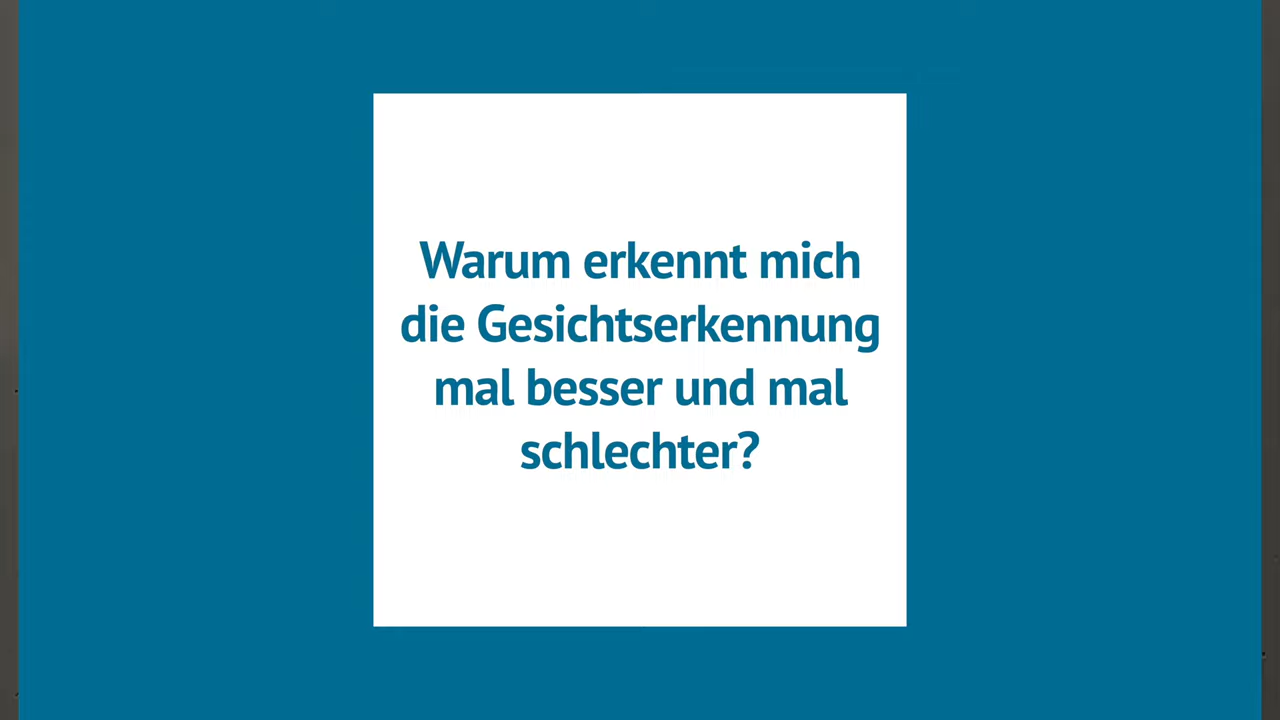 Warum erkennt mich
die Gesichtserkennung
mal besser und mal
schlechter?